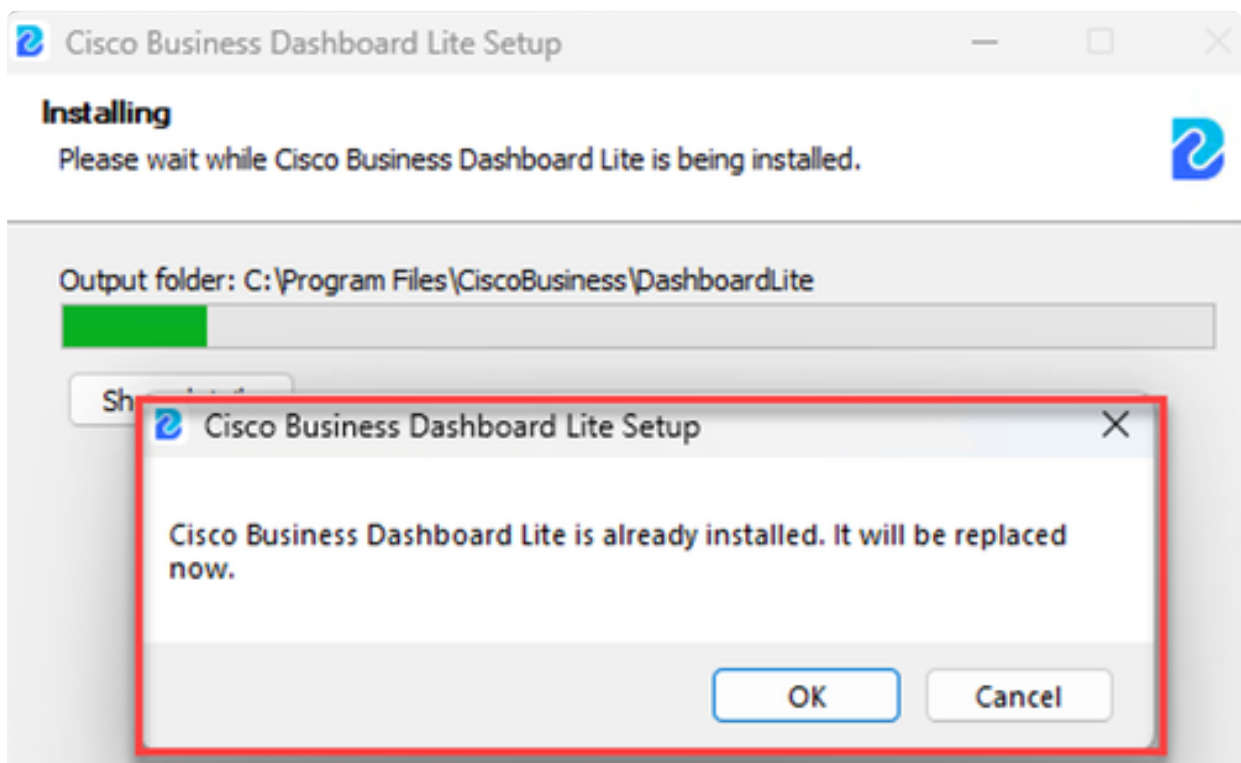 Cisco Business Dashboard Lite Setup
Installing
Please wait while Cisco Business Dashboard Lite is being installed.
Output folder: C:\Program Files\CiscoBusiness\DashboardLite
Cisco Business Dashboard Lite Setup
Cisco Business Dashboard Lite is already installed. It will be replaced
now.
OK
Cancel